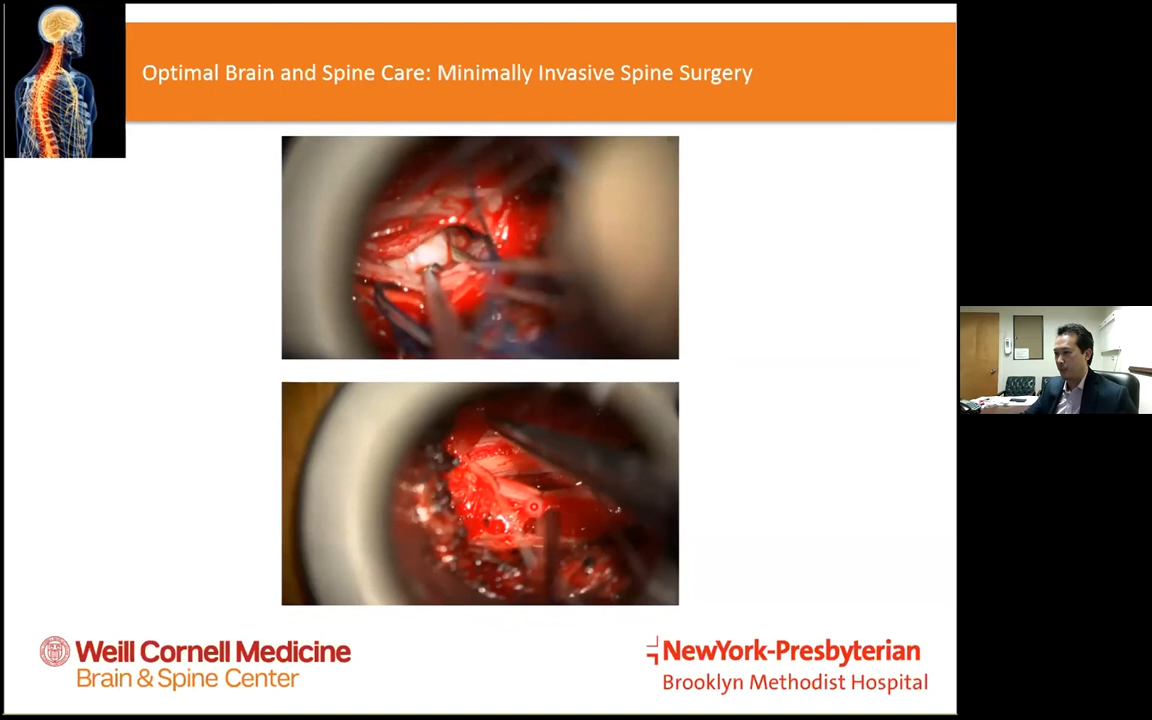 Optimal Brain and Spine Care: Minimally Invasive Spine Surgery
Weill Cornell Medicine
Brain & Spine Center
NewYork-Presbyterian
Brooklyn Methodist Hospital